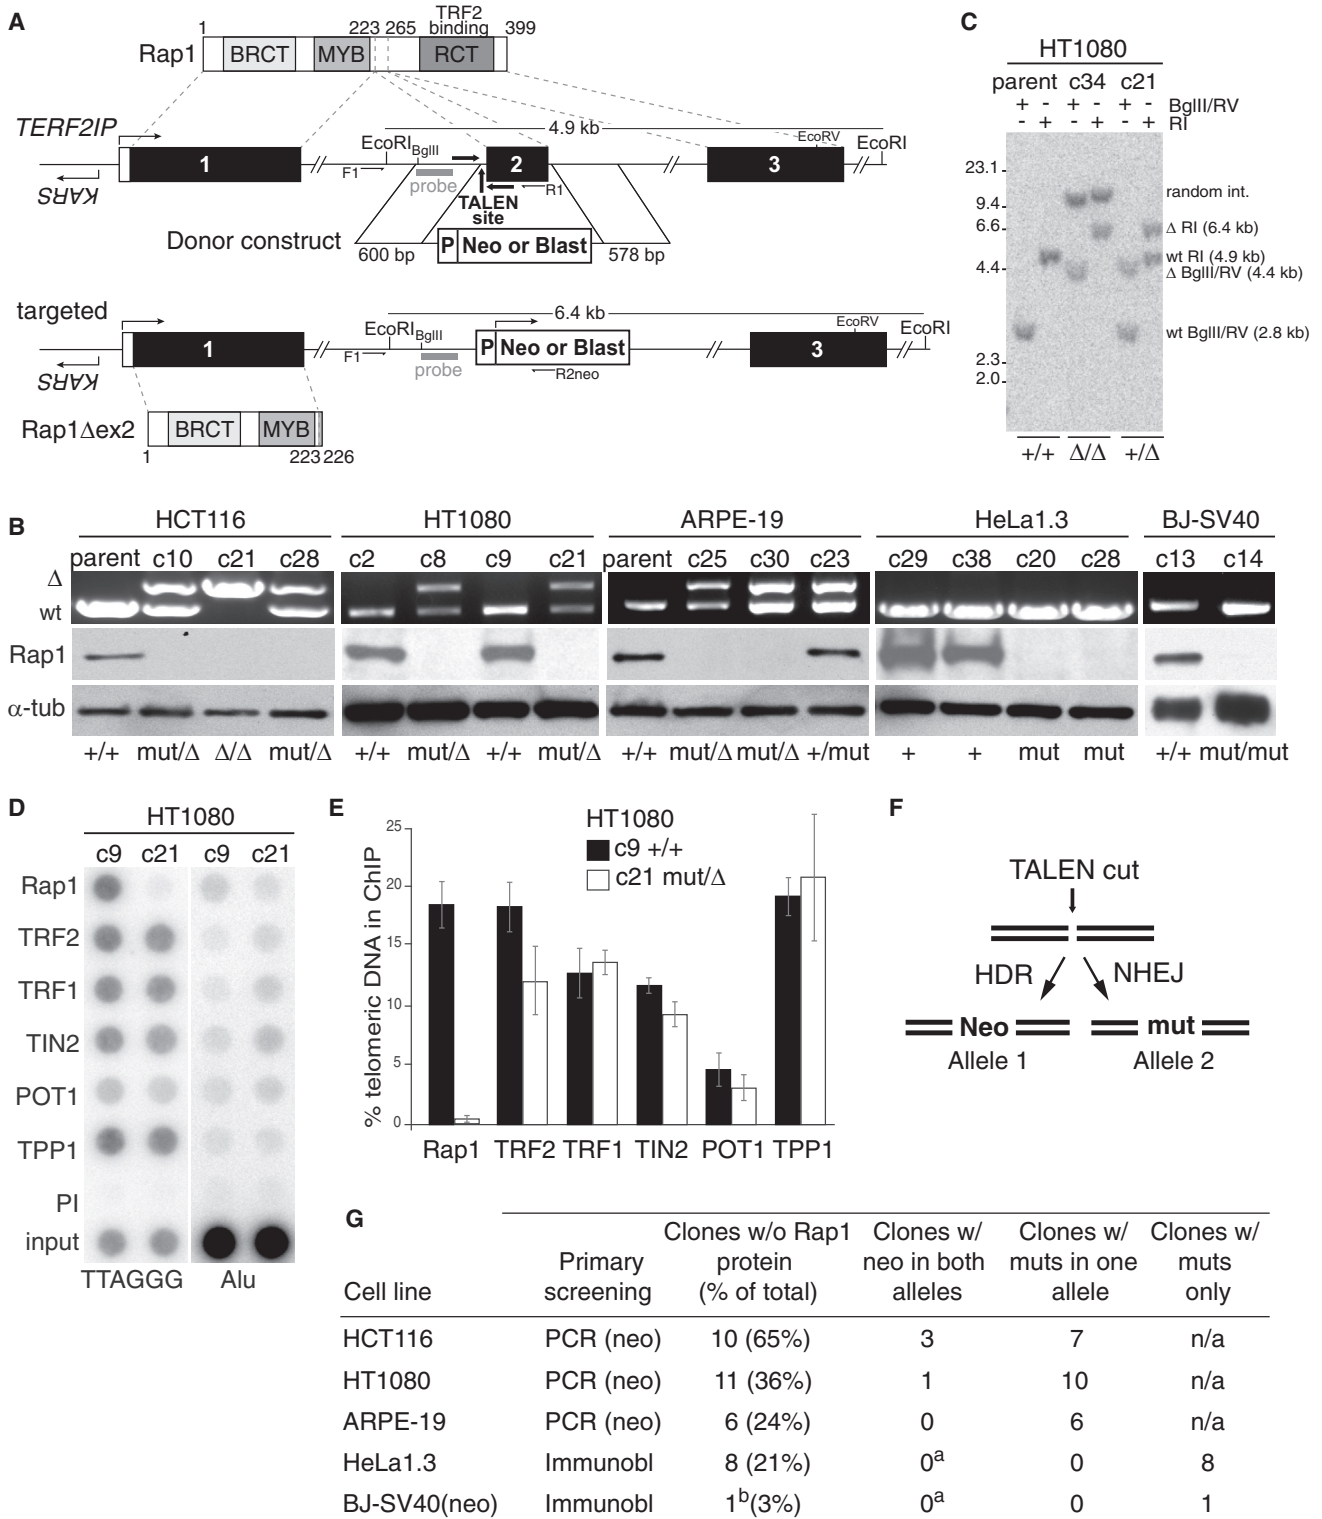 A
Rap1
1
223
265
TRF2
binding
399
BRCT
MYB
RCT
TERF2IP
KARS
1
EcoRI
BglII
4.9 kb
EcoRV
EcoRI
2
3
F1
probe
TALEN
site
R1
Donor construct
600 bp
P
Neo or Blast
578 bp
targeted
KARS
1
6.4 kb
EcoRI
BglII
EcoRV
EcoRI
P
Neo or Blast
3
F1
probe
R2neo
Rap1Δex2
BRCT
MYB
1
223
226
C
HT1080
parent c34 c21
+ - + - + - BglII/RV
- + - + - + RI
23.1
9.4
6.6
4.4
2.3
2.0
random int.
Δ RI (6.4 kb)
wt RI (4.9 kb)
Δ BglII/RV (4.4 kb)
wt BglII/RV (2.8 kb)
+/+ Δ/Δ +/Δ
B
HCT116 HT1080 ARPE-19 HeLa1.3 BJ-SV40
parent c10 c21 c28 c2 c8 c9 c21 parent c25 c30 c23 c29 c38 c20 c28 c13 c14
Δ
wt
Rap1
α-tub
+/+ mut/Δ Δ/Δ mut/Δ +/+ mut/Δ +/+ mut/Δ +/+ mut/Δ mut/Δ +/mut + + mut mut +/+ mut/mut
D
HT1080
c9 c21 c9 c21
Rap1
TRF2
TRF1
TIN2
POT1
TPP1
PI
input
TTAGGG Alu
E
% telomeric DNA in ChIP
25
20
15
10
5
0
HT1080
c9 +/+
c21 mut/Δ
Rap1 TRF2 TRF1 TIN2 POT1 TPP1
F
TALEN cut
HDR
NHEJ
Neo
mut
Allele 1
Allele 2
G
Cell line
Primary
screening
Clones w/o Rap1
protein
(% of total)
Clones w/
neo in both
alleles
Clones w/
muts in one
allele
Clones w/
muts
only
HCT116 PCR (neo) 10 (65%) 3 7 n/a
HT1080 PCR (neo) 11 (36%) 1 10 n/a
ARPE-19 PCR (neo) 6 (24%) 0 6 n/a
HeLa1.3 Immunobl 8 (21%) 0a 0 8
BJ-SV40(neo) Immunobl 1b(3%) 0a 0 1